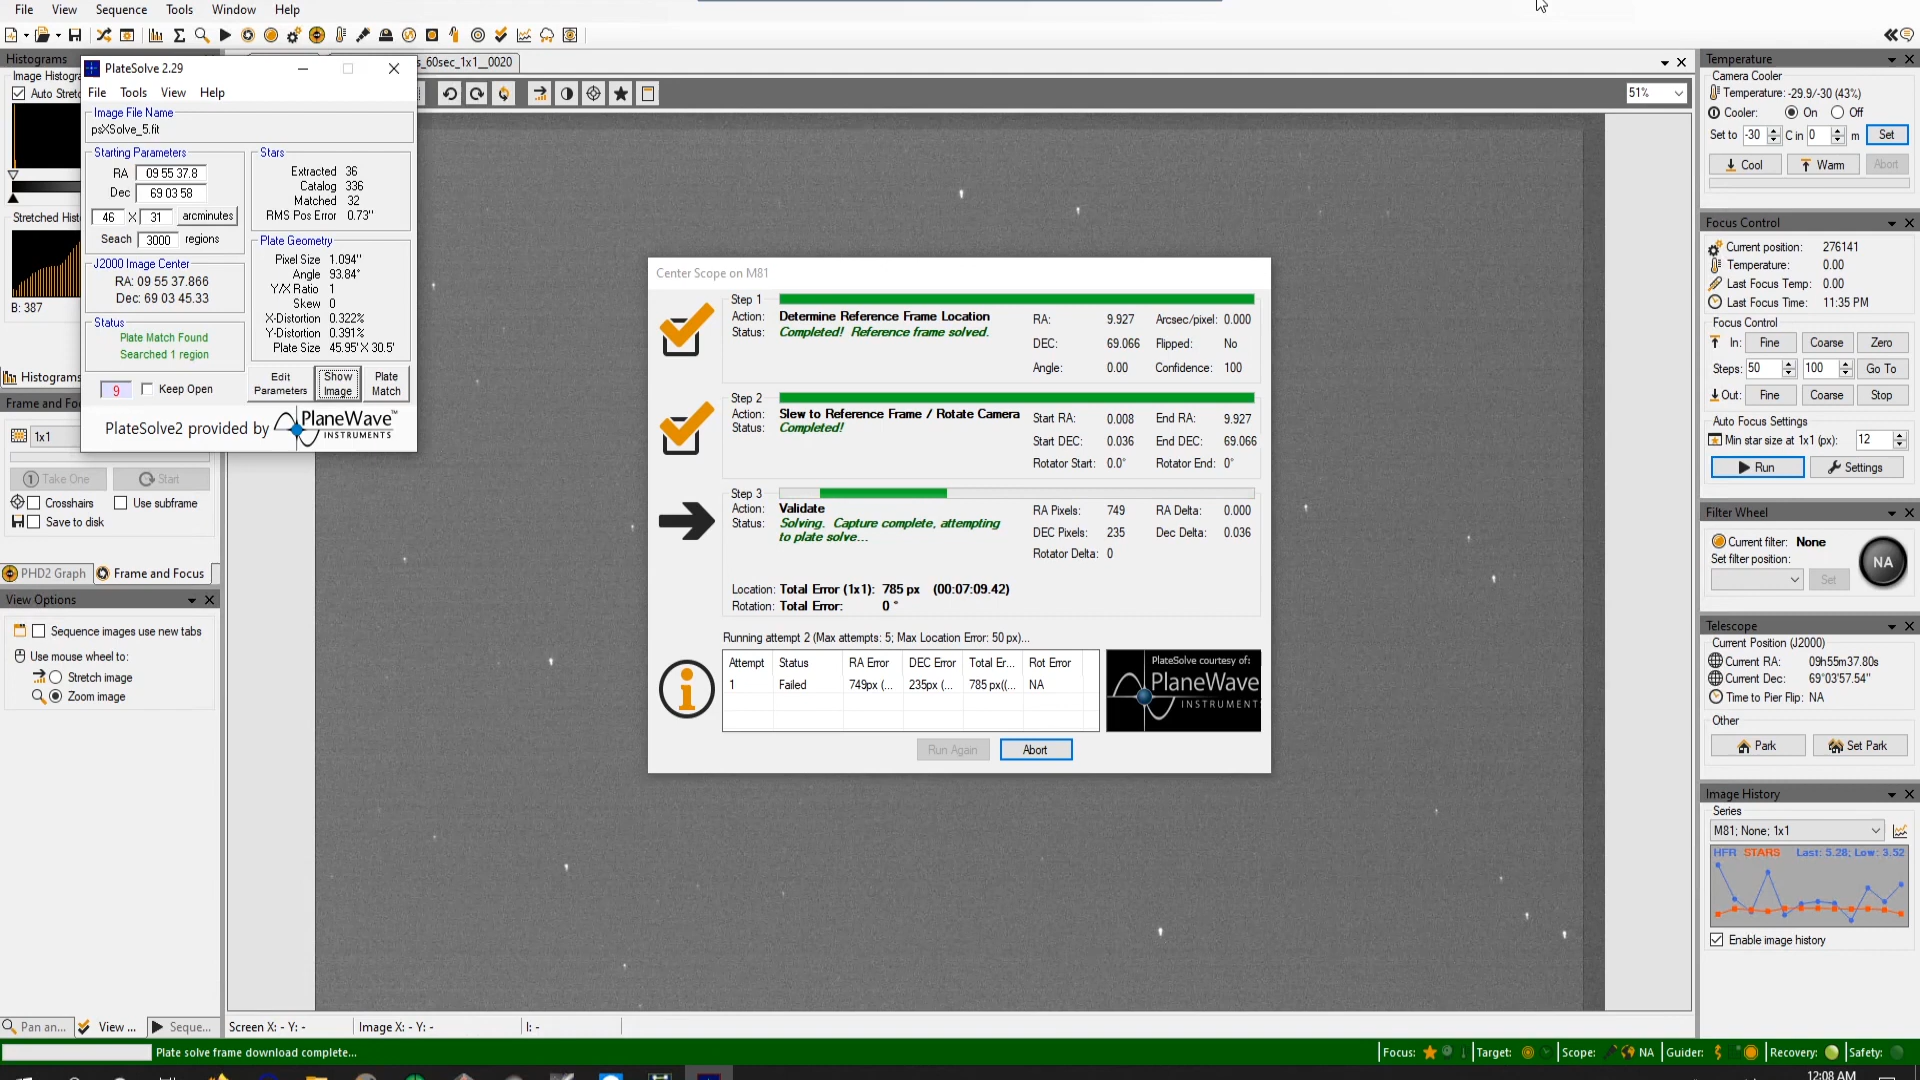 File View Sequence Tools Window Help
Histograms
Image Histogra
Auto Stretc
Stretched Hist
B: 387
Histograms
PlateSolve 2.29
File Tools View Help
Image File Name
psXSolve_5.fit
Starting Parameters
RA 09 55 37.8
Dec 69 03 58
46 X 31 arcminutes
Seach 3000 regions
J2000 Image Center
RA: 09 55 37.866
Dec: 69 03 45.33
Status
Plate Match Found
Searched 1 region
9 Keep Open
Stars
Extracted 36
Catalog 336
Matched 32
RMS Pos Error 0.73"
Plate Geometry
Pixel Size 1.094"
Angle 93.84°
Y/X Ratio 1
Skew 0
X-Distortion 0.322%
Y-Distortion 0.391%
Plate Size 45.95' X 30.5'
Edit Parameters
Show Image
Plate Match
PlateSolve2 provided by PlaneWave™ INSTRUMENTS
s_60sec_1x1__0020
51%
Frame and Foc
1x1
Take One Start
Crosshairs Use subframe
Save to disk
PHD2 Graph Frame and Focus
View Options
Sequence images use new tabs
Use mouse wheel to:
Stretch image
Zoom image
Pan an... View ... Seque...
Center Scope on M81
Step 1
Action: Determine Reference Frame Location
Status: Completed! Reference frame solved.
RA: 9.927 Arcsec/pixel: 0.000
DEC: 69.066 Flipped: No
Angle: 0.00 Confidence: 100
Step 2
Action: Slew to Reference Frame / Rotate Camera
Status: Completed!
Start RA: 0.008 End RA: 9.927
Start DEC: 0.036 End DEC: 69.066
Rotator Start: 0.0° Rotator End: 0°
Step 3
Action: Validate
Status: Solving. Capture complete, attempting
to plate solve...
RA Pixels: 749 RA Delta: 0.000
DEC Pixels: 235 Dec Delta: 0.036
Rotator Delta: 0
Location: Total Error (1x1): 785 px (00:07:09.42)
Rotation: Total Error: 0 °
Running attempt 2 (Max attempts: 5; Max Location Error: 50 px)...
Attempt Status RA Error DEC Error Total Er... Rot Error
1 Failed 749px (... 235px (... 785 px((... NA
PlateSolve courtesy of:
PlaneWave
INSTRUMENT
Run Again Abort
Temperature
Camera Cooler
Temperature: -29.9/-30 (43%)
Cooler: On Off
Set to -30 C in 0 m Set
Cool Warm Abort
Focus Control
Current position: 276141
Temperature: 0.00
Last Focus Temp: 0.00
Last Focus Time: 11:35 PM
Focus Control
In: Fine Coarse Zero
Steps: 50 100 Go To
Out: Fine Coarse Stop
Auto Focus Settings
Min star size at 1x1 (px): 12
Run Settings
Filter Wheel
Current filter: None
Set filter position:
Set
NA
Telescope
Current Position (J2000)
Current RA: 09h55m37.80s
Current Dec: 69°03'57.54"
Time to Pier Flip: NA
Other
Park Set Park
Image History
Series
M81; None; 1x1
HFR STARS Last: 5.28; Low: 3.52
Enable image history
Screen X: - Y: - Image X: - Y: - I: -
Plate solve frame download complete...
Focus: Target: Scope: NA Guider: Recovery: Safety:
12:08 AM